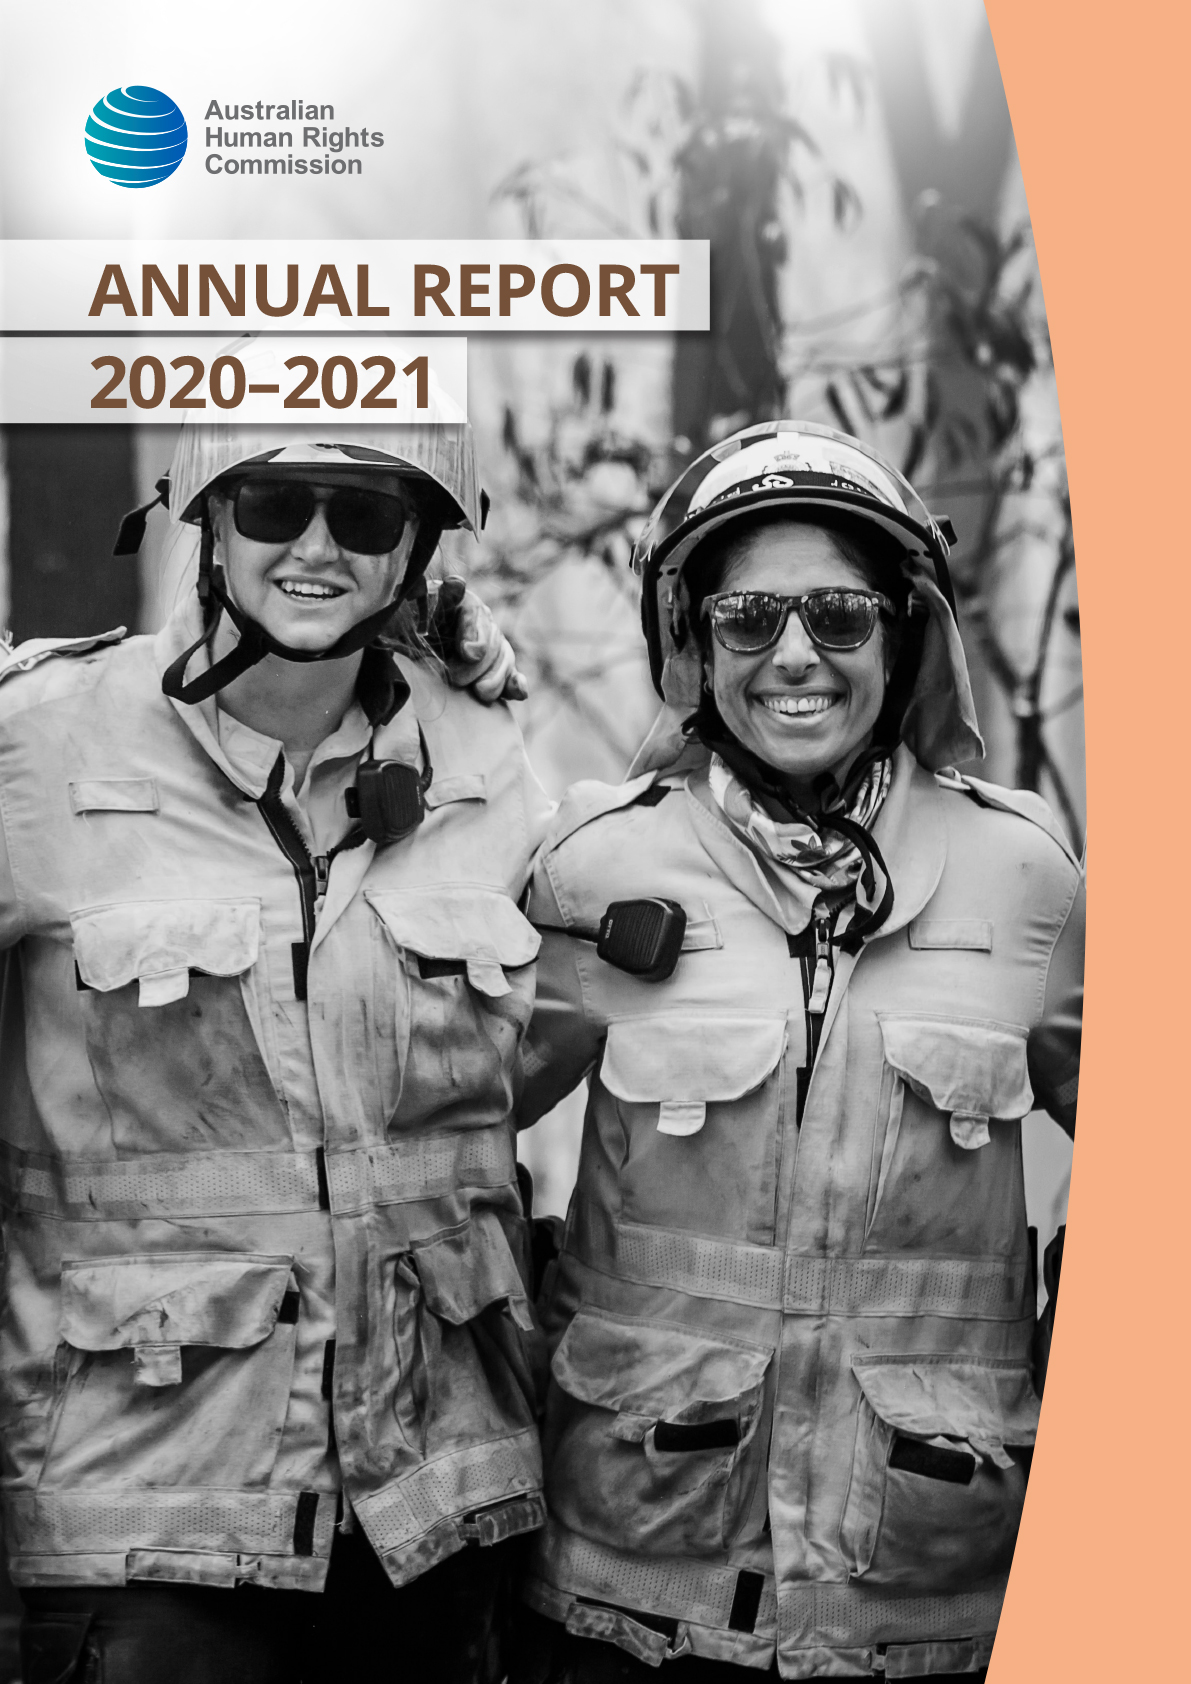 Australian
Human Rights
Commission
ANNUAL REPORT
2020–2021